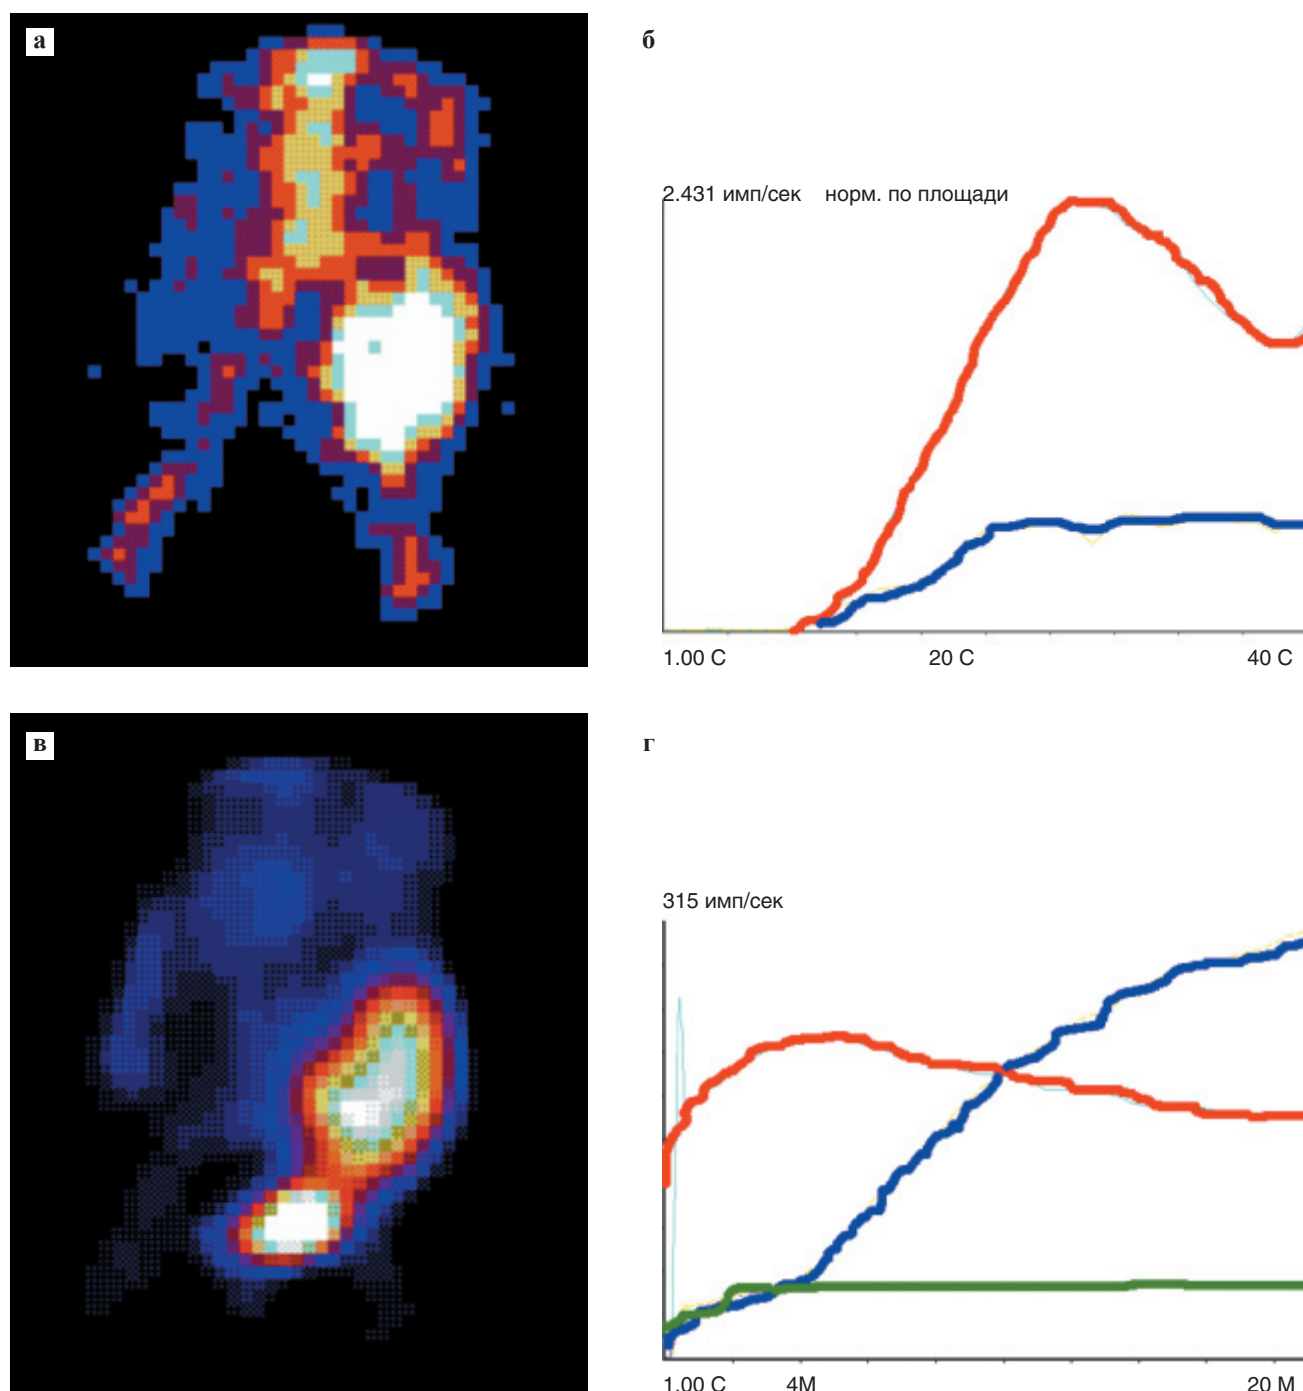 а
б
2.431 имп/сек норм. по площади
1.00 С 20 С 40 С
в
г
315 имп/сек
1.00 С 4М 20 М